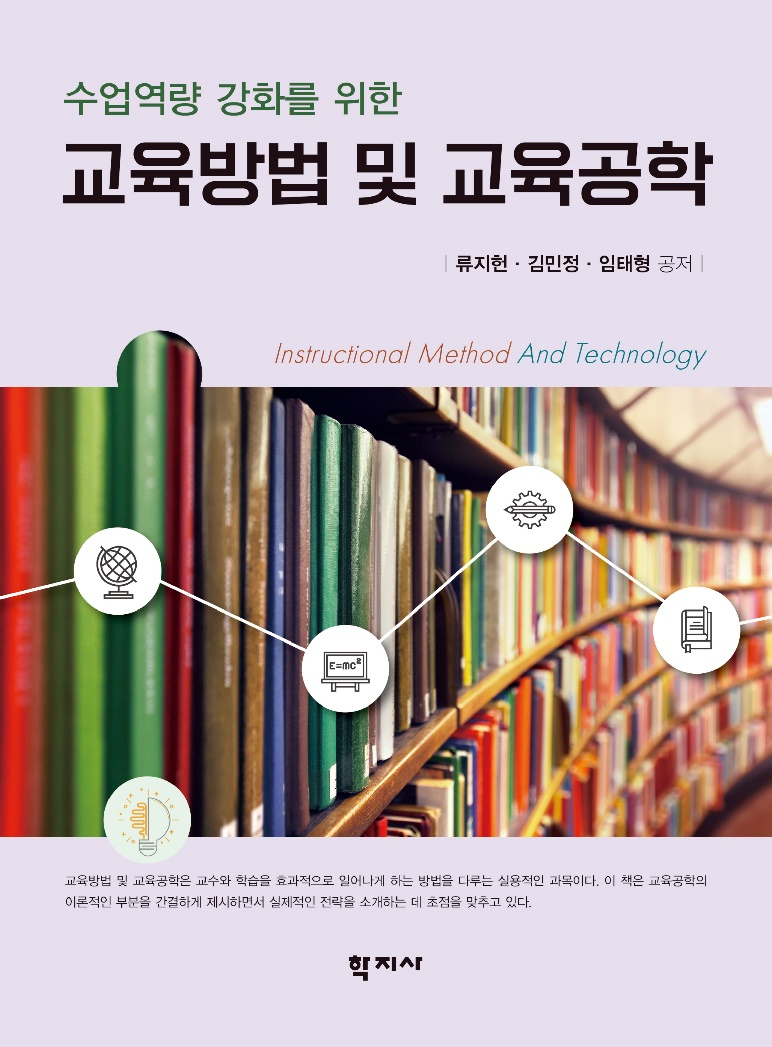 수업역량 강화를 위한
교육방법 및 교육공학
| 류지헌 · 김민정 · 임태형 공저 |
Instructional Method And Technology
E=mc²
교육방법 및 교육공학은 교수와 학습을 효과적으로 일어나게 하는 방법을 다루는 실용적인 과목이다. 이 책은 교육공학의
이론적인 부분을 간결하게 제시하면서 실제적인 전략을 소개하는 데 초점을 맞추고 있다.
학지사